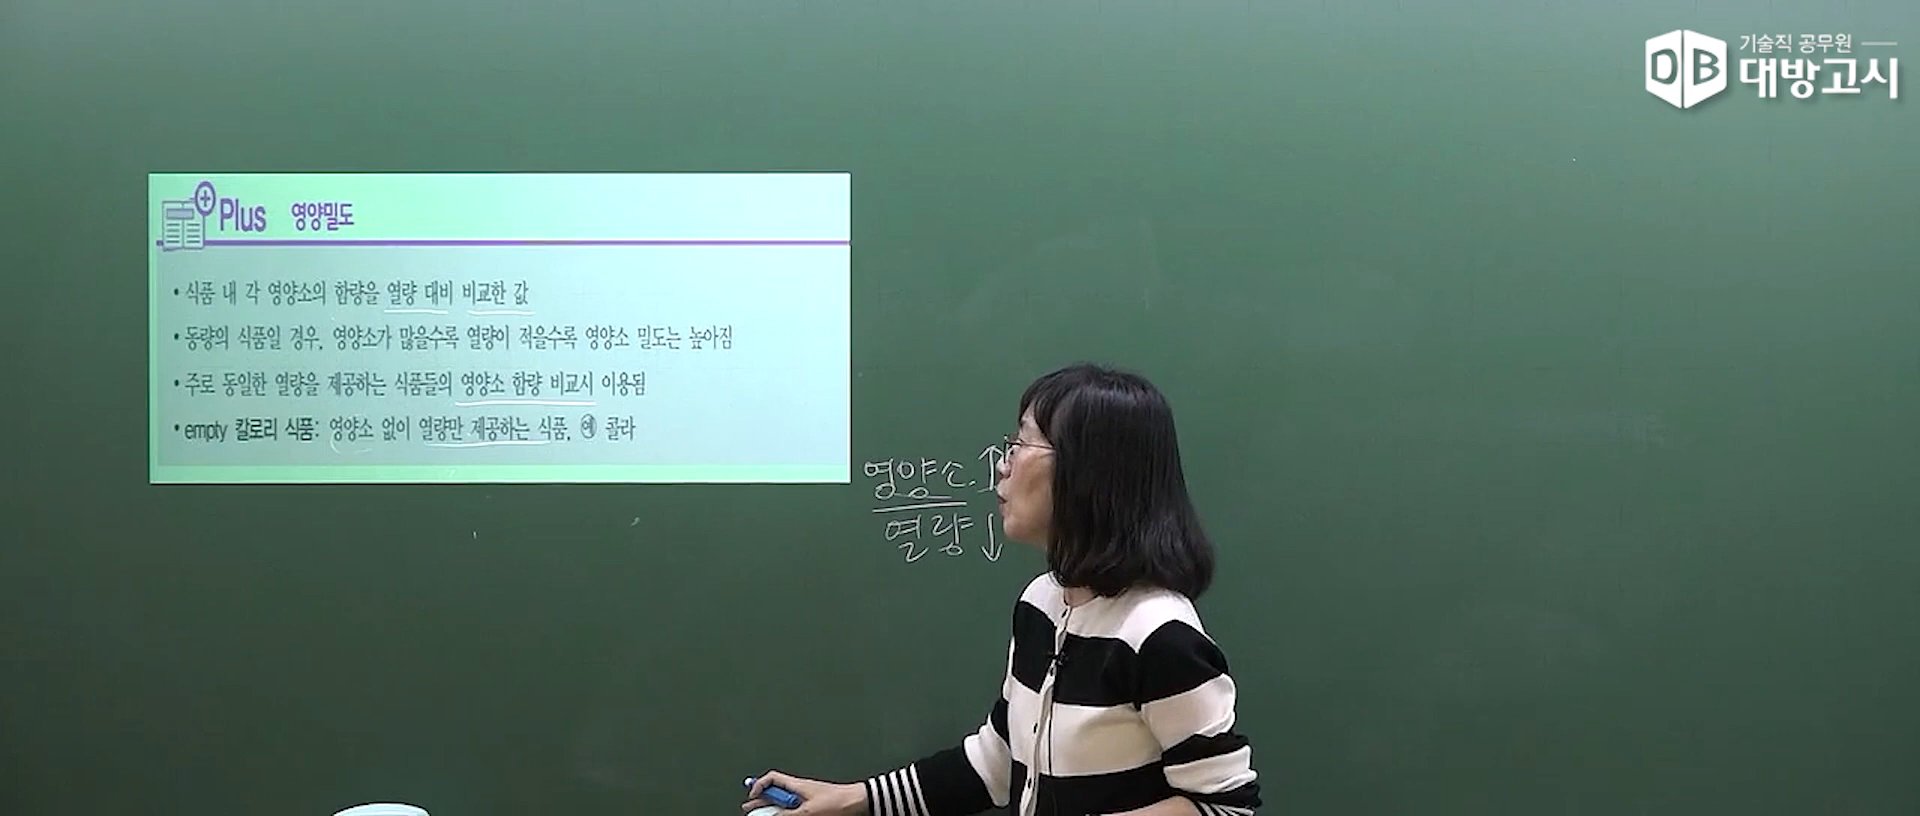 기술직 공무원
DB 대방고시
Plus 영양밀도
• 식품 내 각 영양소의 함량을 열량 대비 비교한 값
• 동량의 식품일 경우, 영양소가 많을수록 열량이 적을수록 영양소 밀도는 높아짐
• 주로 동일한 열량을 제공하는 식품들의 영양소 함량 비교시 이용됨
• empty 칼로리 식품: 영양소 없이 열량만 제공하는 식품, 예 콜라
영양소 ↑
열량 ↓